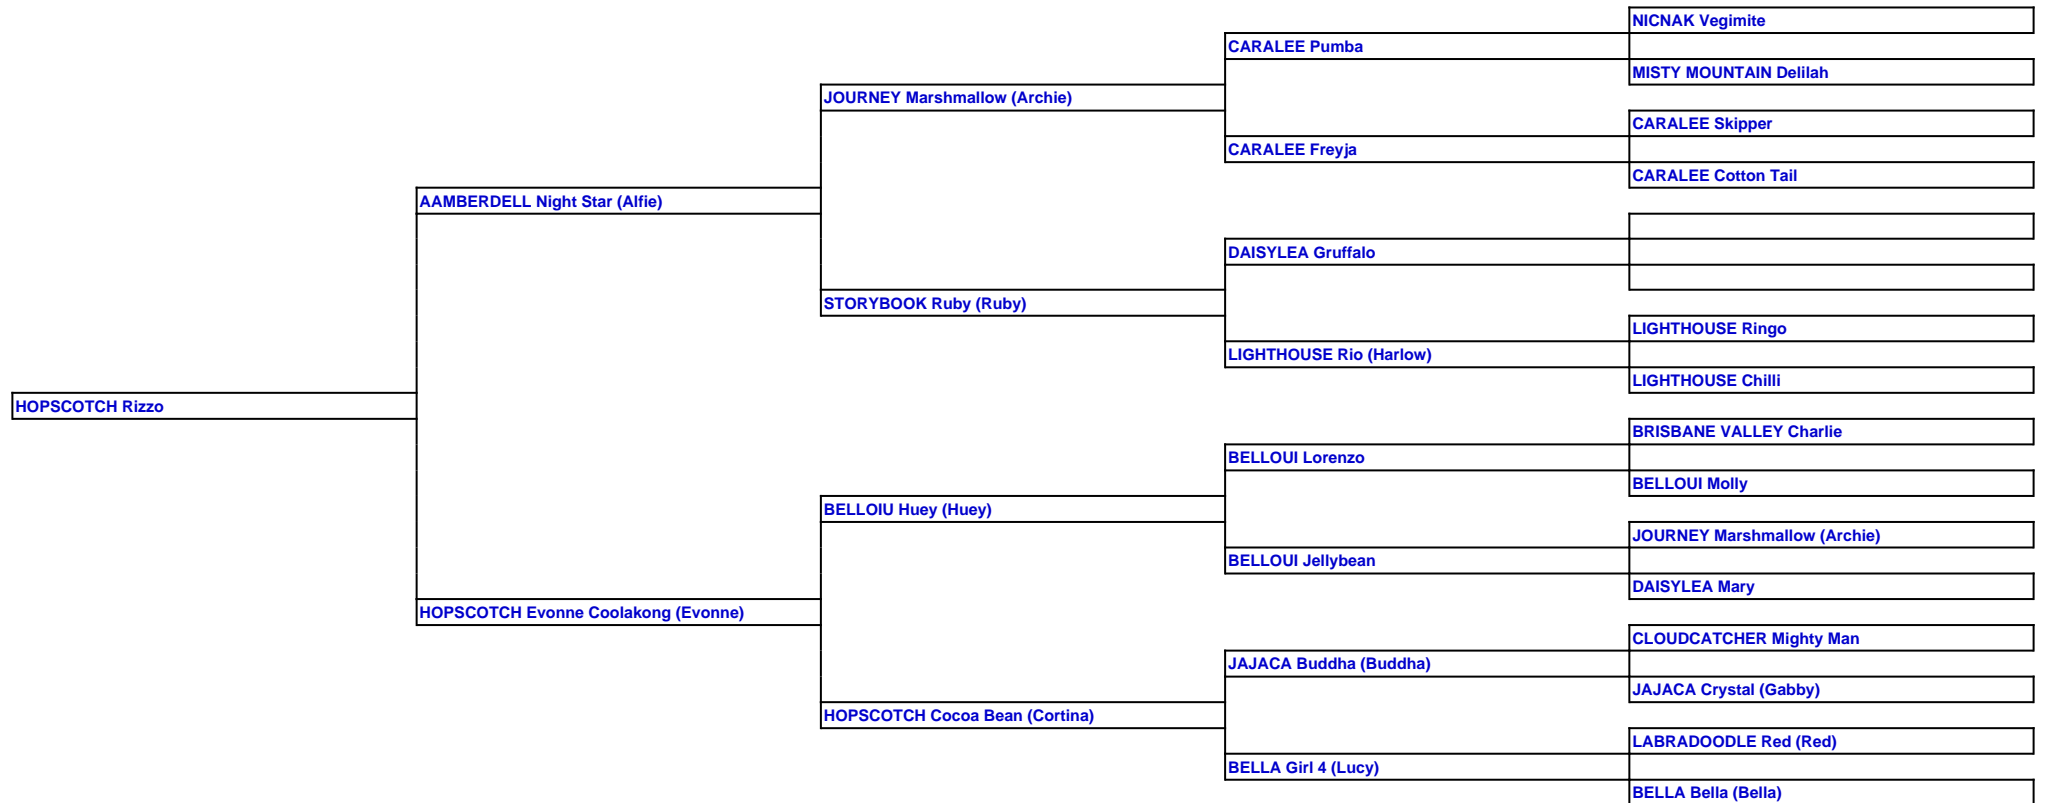 NICNAK Vegimite
CARALEE Pumba
MISTY MOUNTAIN Delilah
JOURNEY Marshmallow (Archie)
CARALEE Skipper
CARALEE Freyja
CARALEE Cotton Tail
AAMBERDELL Night Star (Alfie)
DAISYLEA Gruffalo
STORYBOOK Ruby (Ruby)
LIGHTHOUSE Ringo
LIGHTHOUSE Rio (Harlow)
LIGHTHOUSE Chilli
HOPSCOTCH Rizzo
BRISBANE VALLEY Charlie
BELLOUI Lorenzo
BELLOUI Molly
BELLOIU Huey (Huey)
JOURNEY Marshmallow (Archie)
BELLOUI Jellybean
DAISYLEA Mary
HOPSCOTCH Evonne Coolakong (Evonne)
CLOUDCATCHER Mighty Man
JAJACA Buddha (Buddha)
JAJACA Crystal (Gabby)
HOPSCOTCH Cocoa Bean (Cortina)
LABRADOODLE Red (Red)
BELLA Girl 4 (Lucy)
BELLA Bella (Bella)